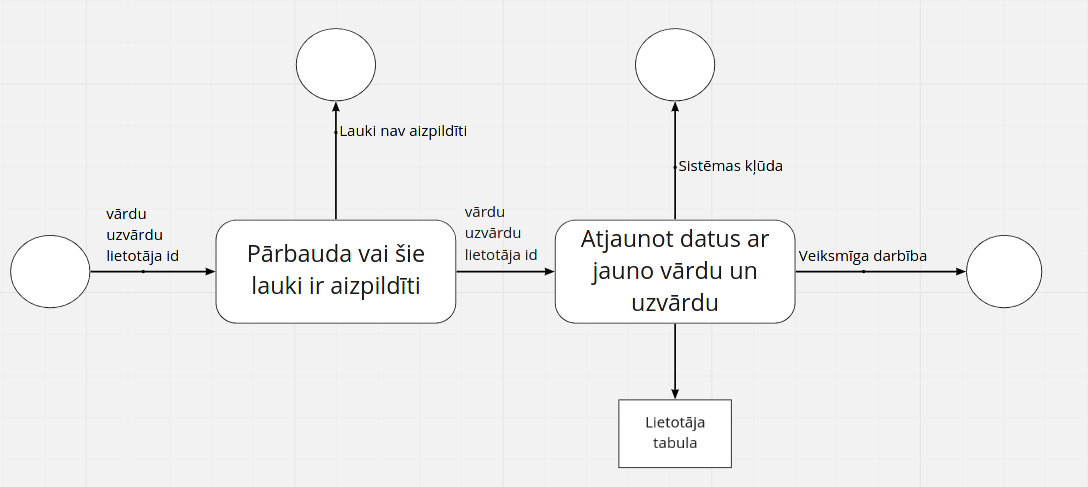 Lauki nav aizpildīti
Sistēmas kļūda
vārdu
uzvārdu
lietotāja id
Pārbauda vai šie
lauki ir aizpildīti
vārdu
uzvārdu
lietotāja id
Atjaunot datus ar
jauno vārdu un
uzvārdu
Veiksmīga darbība
Lietotāja
tabula